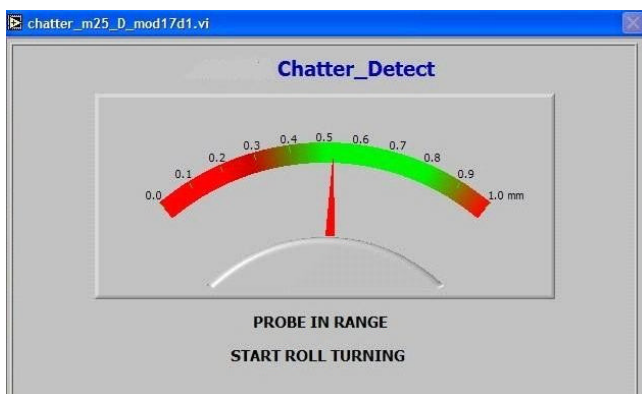 chatter_m25_D_mod17d1.vi
Chatter_Detect
0.0 0.1 0.2 0.3 0.4 0.5 0.6 0.7 0.8 0.9 1.0 mm
PROBE IN RANGE
START ROLL TURNING